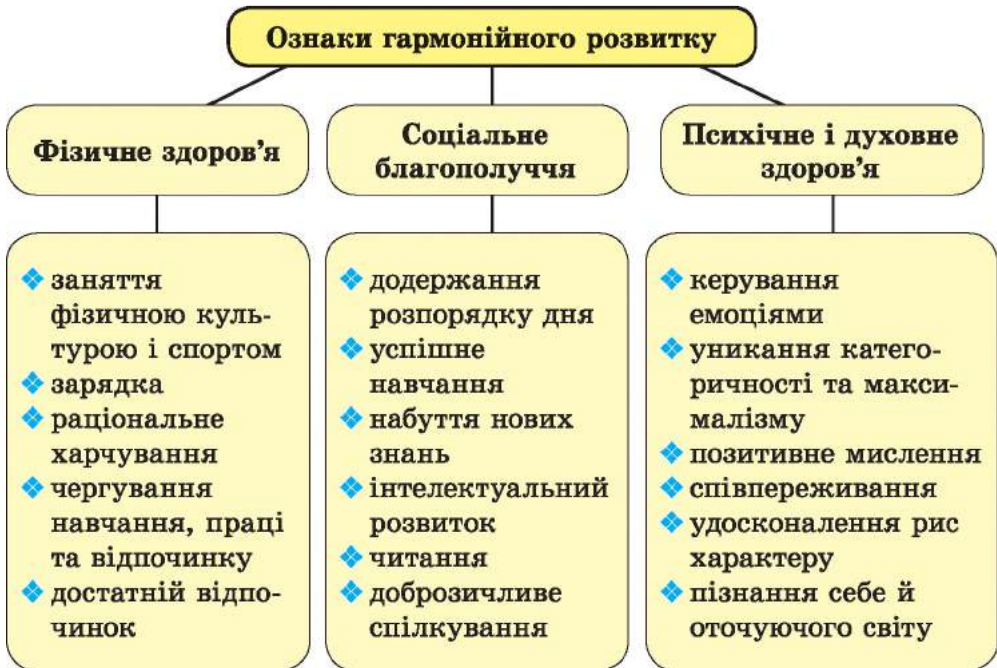 Ознаки гармонійного розвитку
Фізичне здоров'я
Соціальне
благополуччя
Психічне і духовне
здоров'я
❖ заняття
фізичною куль-
турою і спортом
❖ зарядка
❖ раціональне
харчування
❖ чергування
навчання, праці
та відпочинку
❖ достатній відпо-
чинок
❖ додержання
розпорядку дня
❖ успішне
навчання
❖ набуття нових
знань
❖ інтелектуальний
розвиток
❖ читання
❖ доброзичливе
спілкування
❖ керування
емоціями
❖ уникання катего-
ричності та макси-
малізму
❖ позитивне мислення
❖ співпереживання
❖ удосконалення рис
характеру
❖ пізнання себе й
оточуючого світу